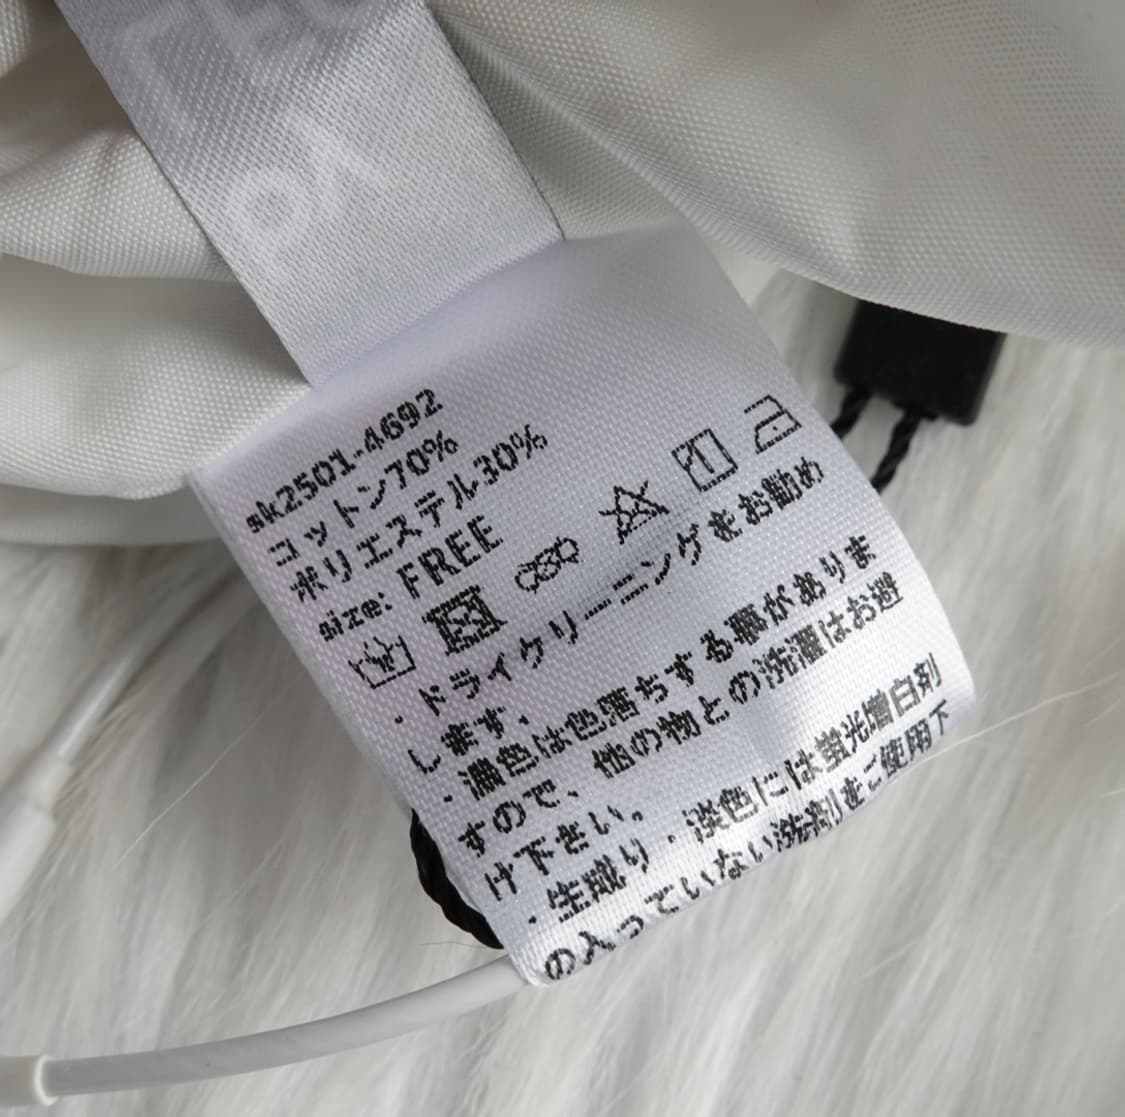 sk2501-4692
コットン70%
ポリエステル30%
size: FREE
・ドライクリーニングをお勧め
します.
・濃色は色落ちする事がありま
すので、他の物との洗濯はお避
け下さい。
・生成り・淡色には蛍光増白剤
の入っていない洗剤をご使用下